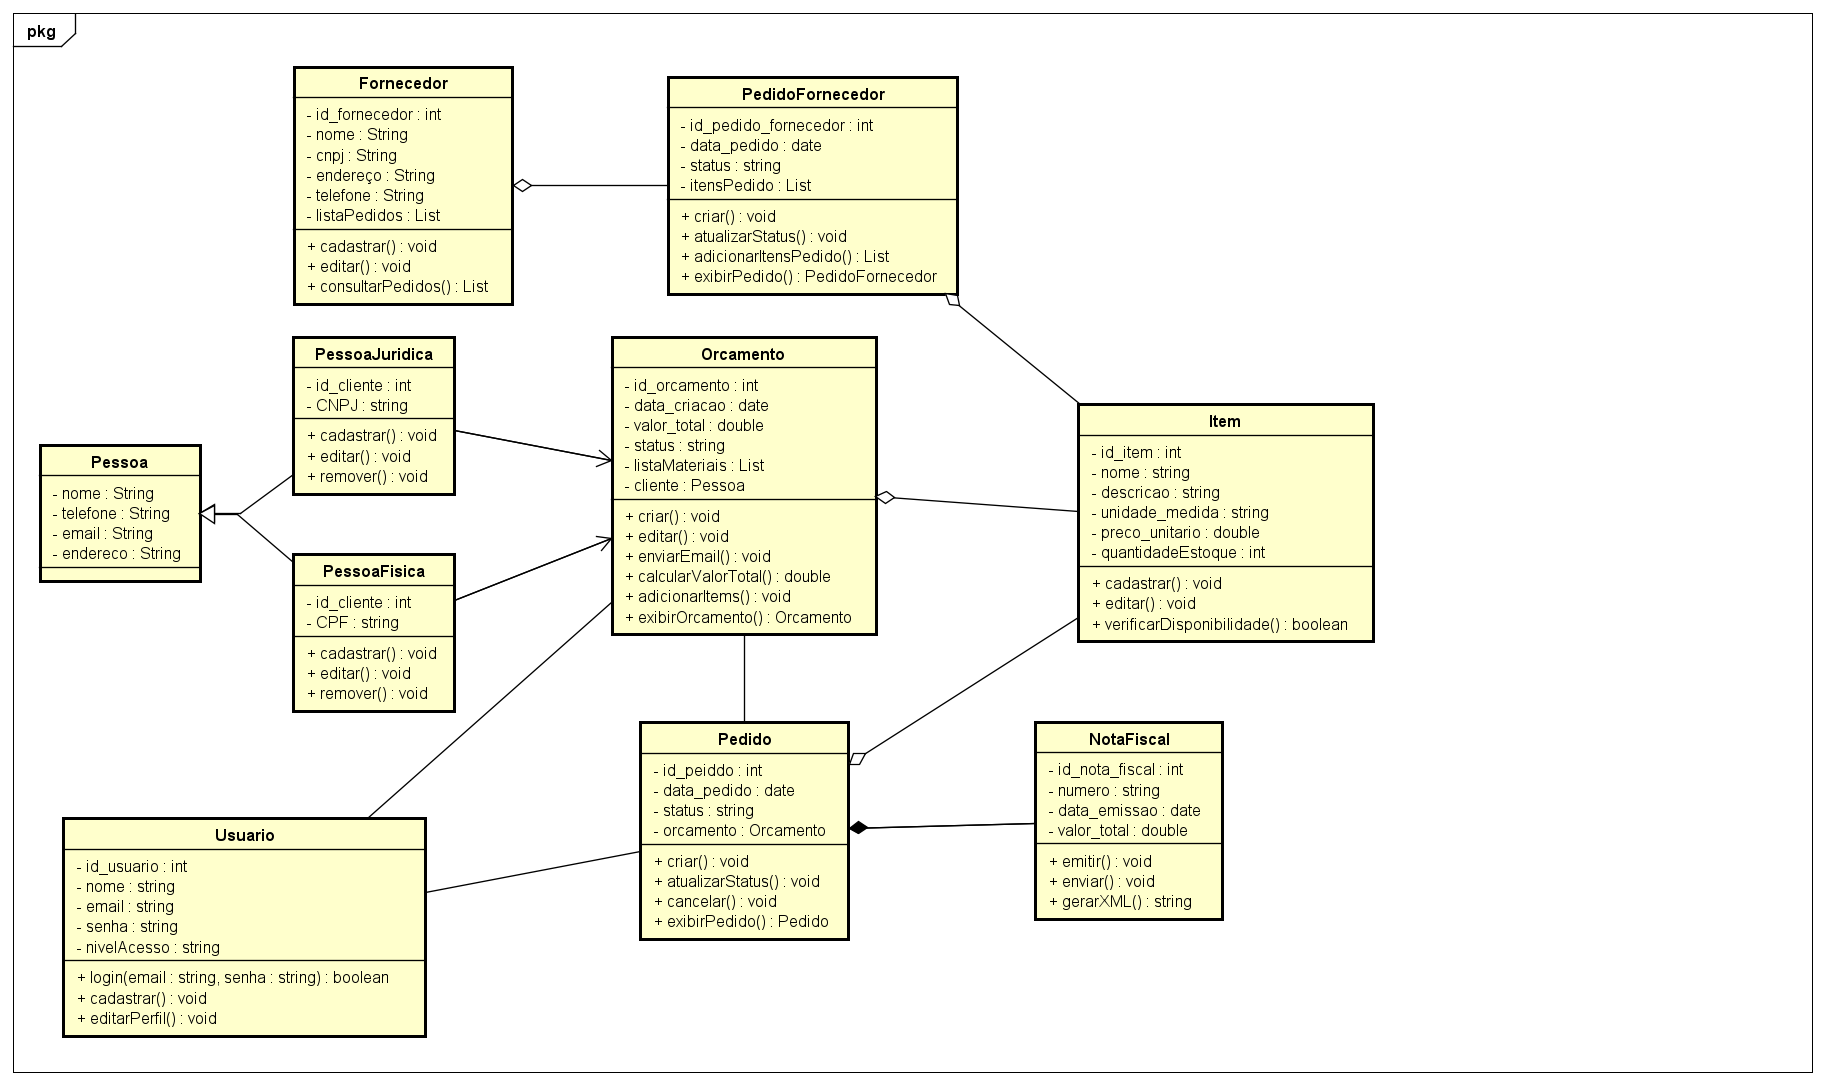 pkg
Fornecedor
- id_fornecedor : int
- nome : String
- cnpj : String
- endereço : String
- telefone : String
- listaPedidos : List
+ cadastrar() : void
+ editar() : void
+ consultarPedidos() : List
PedidoFornecedor
- id_pedido_fornecedor : int
- data_pedido : date
- status : string
- itensPedido : List
+ criar() : void
+ atualizarStatus() : void
+ adicionarItensPedido() : List
+ exibirPedido() : PedidoFornecedor
PessoaJuridica
- id_cliente : int
- CNPJ : string
+ cadastrar() : void
+ editar() : void
+ remover() : void
Orcamento
- id_orcamento : int
- data_criacao : date
- valor_total : double
- status : string
- listaMateriais : List
- cliente : Pessoa
+ criar() : void
+ editar() : void
+ enviarEmail() : void
+ calcularValorTotal() : double
+ adicionarItems() : void
+ exibirOrcamento() : Orcamento
Item
- id_item : int
- nome : string
- descricao : string
- unidade_medida : string
- preco_unitario : double
- quantidadeEstoque : int
+ cadastrar() : void
+ editar() : void
+ verificarDisponibilidade() : boolean
Pessoa
- nome : String
- telefone : String
- email : String
- endereco : String
PessoaFisica
- id_cliente : int
- CPF : string
+ cadastrar() : void
+ editar() : void
+ remover() : void
Pedido
- id_peiddo : int
- data_pedido : date
- status : string
- orcamento : Orcamento
+ criar() : void
+ atualizarStatus() : void
+ cancelar() : void
+ exibirPedido() : Pedido
NotaFiscal
- id_nota_fiscal : int
- numero : string
- data_emissao : date
- valor_total : double
+ emitir() : void
+ enviar() : void
+ gerarXML() : string
Usuario
- id_usuario : int
- nome : string
- email : string
- senha : string
- nivelAcesso : string
+ login(email : string, senha : string) : boolean
+ cadastrar() : void
+ editarPerfil() : void